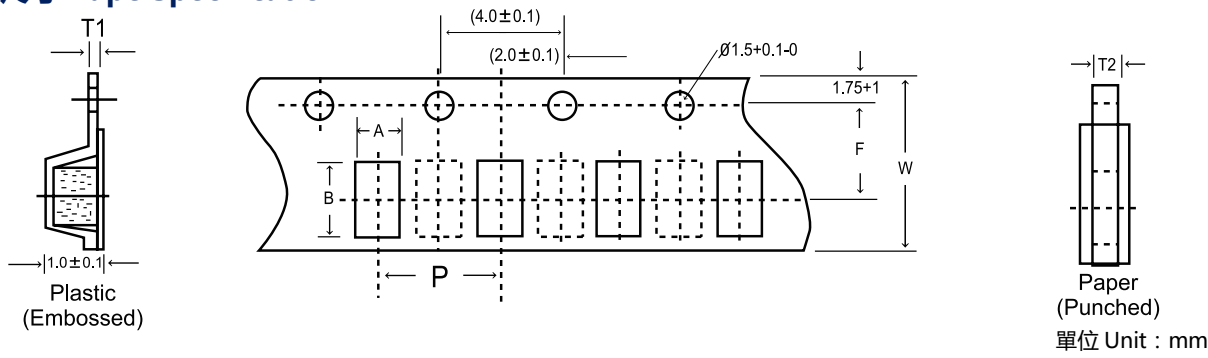 T1
(4.0±0.1)
(2.0±0.1)
Ø1.5+0.1-0
1.75+1
T2
A
F
W
B
1.0±0.1
P
Plastic
(Embossed)
Paper
(Punched)
單位 Unit : mm